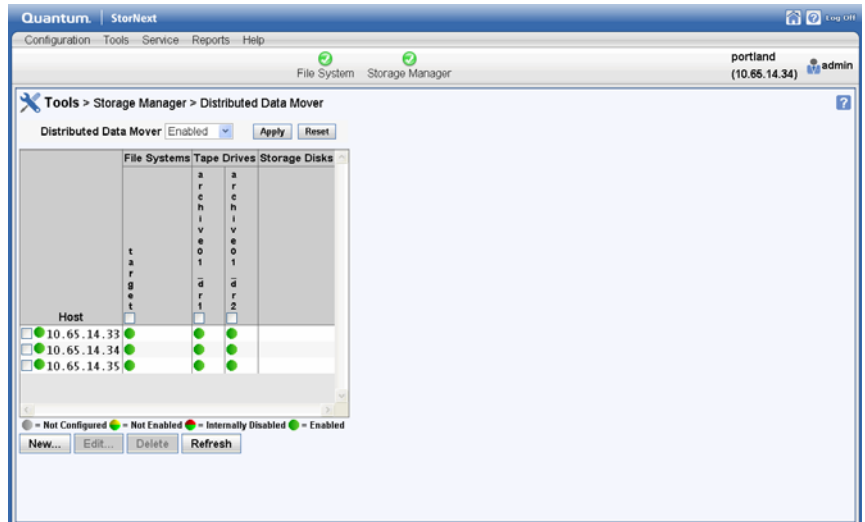 Quantum. StorNext
Log Off
Configuration Tools Service Reports Help
File System Storage Manager
portland
(10.65.14.34)
admin
Tools > Storage Manager > Distributed Data Mover
?
Distributed Data Mover Enabled Apply Reset
File Systems Tape Drives Storage Disks
target
archive01_dr1
archive01_dr2
Host
10.65.14.33
10.65.14.34
10.65.14.35
= Not Configured = Not Enabled = Internally Disabled = Enabled
New... Edit... Delete Refresh